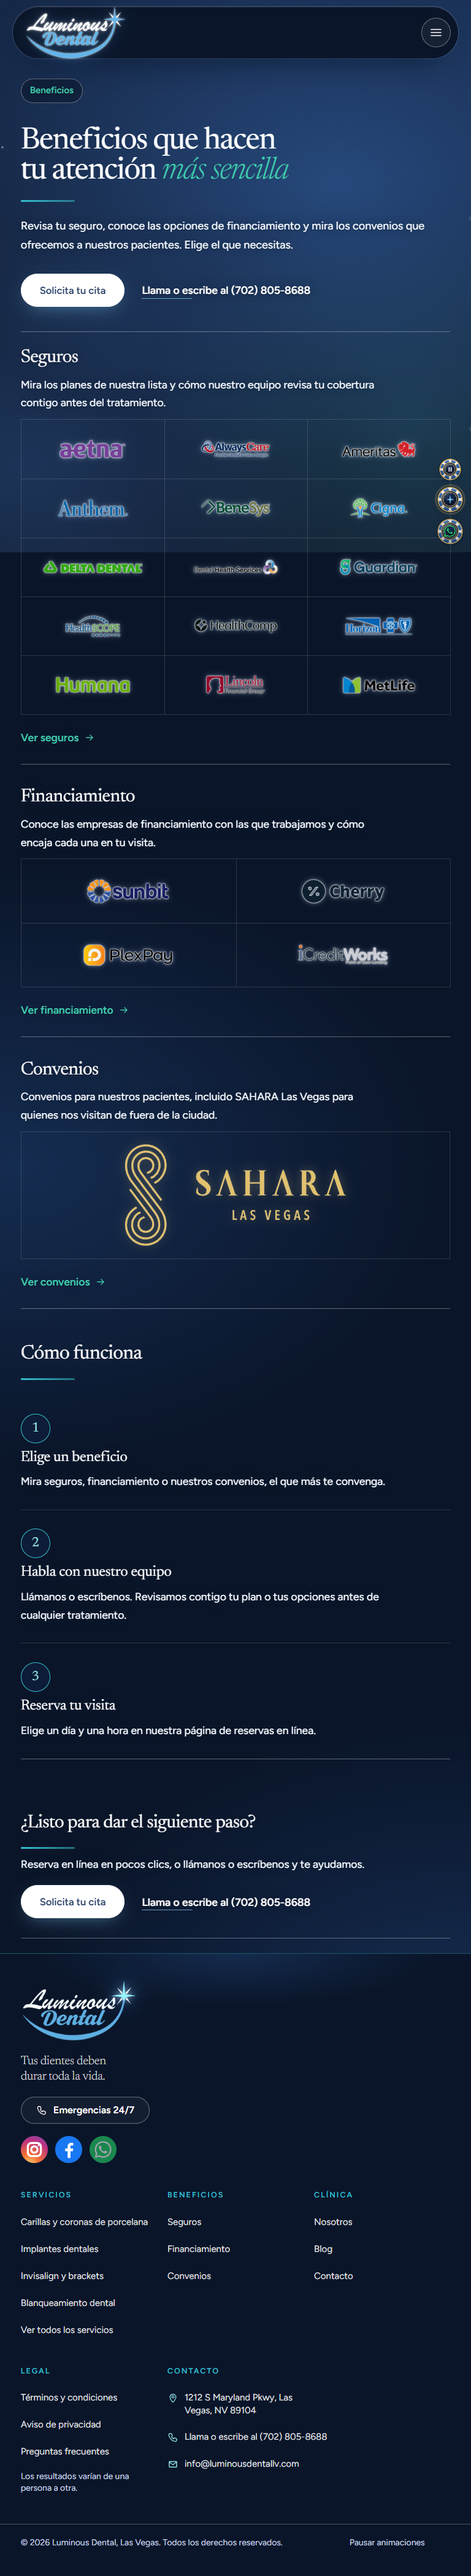 Luminous
Dental
Beneficios
Beneficios que hacen
tu atención más sencilla
Revisa tu seguro, conoce las opciones de financiamiento y mira los convenios que
ofrecemos a nuestros pacientes. Elige el que necesitas.
Solicita tu cita
Llama o escribe al (702) 805-8688
Seguros
Mira los planes de nuestra lista y cómo nuestro equipo revisa tu cobertura
contigo antes del tratamiento.
aetna
AlwaysCare
Ameritas
Anthem.
BeneSys
Cigna.
DELTA DENTAL
Dental Health Services
Guardian
HealthSCOPE
HealthComp
Horizon
Humana
Lincoln
Financial Group
MetLife
Ver seguros →
Financiamiento
Conoce las empresas de financiamiento con las que trabajamos y cómo
encaja cada una en tu visita.
sunbit
Cherry
PlexPay
iCreditWorks
Ver financiamiento →
Convenios
Convenios para nuestros pacientes, incluido SAHARA Las Vegas para
quienes nos visitan de fuera de la ciudad.
SAHARA
LAS VEGAS
Ver convenios →
Cómo funciona
1
Elige un beneficio
Mira seguros, financiamiento o nuestros convenios, el que más te convenga.
2
Habla con nuestro equipo
Llámanos o escríbenos. Revisamos contigo tu plan o tus opciones antes de
cualquier tratamiento.
3
Reserva tu visita
Elige un día y una hora en nuestra página de reservas en línea.
¿Listo para dar el siguiente paso?
Reserva en línea en pocos clics, o llámanos o escríbenos y te ayudamos.
Solicita tu cita
Llama o escribe al (702) 805-8688
Luminous
Dental
Tus dientes deben
durar toda la vida.
Emergencias 24/7
SERVICIOS
Carillas y coronas de porcelana
Implantes dentales
Invisalign y brackets
Blanqueamiento dental
Ver todos los servicios
BENEFICIOS
Seguros
Financiamiento
Convenios
CLÍNICA
Nosotros
Blog
Contacto
LEGAL
Términos y condiciones
Aviso de privacidad
Preguntas frecuentes
Los resultados varían de una
persona a otra.
CONTACTO
1212 S Maryland Pkwy, Las
Vegas, NV 89104
Llama o escribe al (702) 805-8688
info@luminousdentallv.com
© 2026 Luminous Dental, Las Vegas. Todos los derechos reservados.
Pausar animaciones